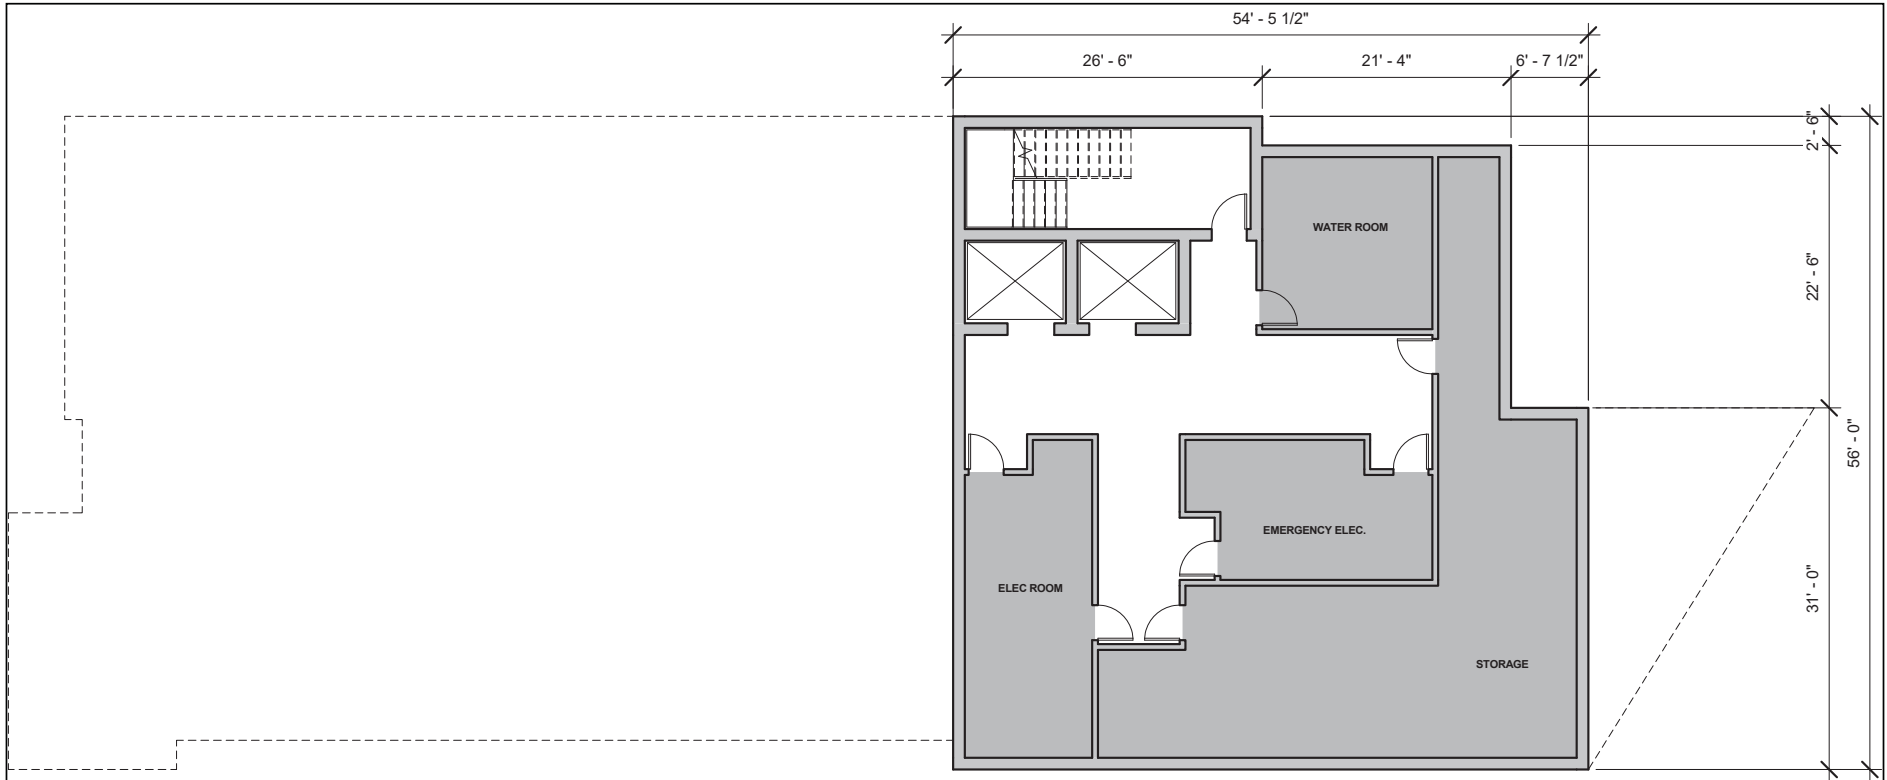 54' - 5 1/2"
26' - 6"
21' - 4"
6' - 7 1/2"
2' - 6"
WATER ROOM
22' - 6"
56' - 0"
EMERGENCY ELEC.
ELEC ROOM
31' - 0"
STORAGE